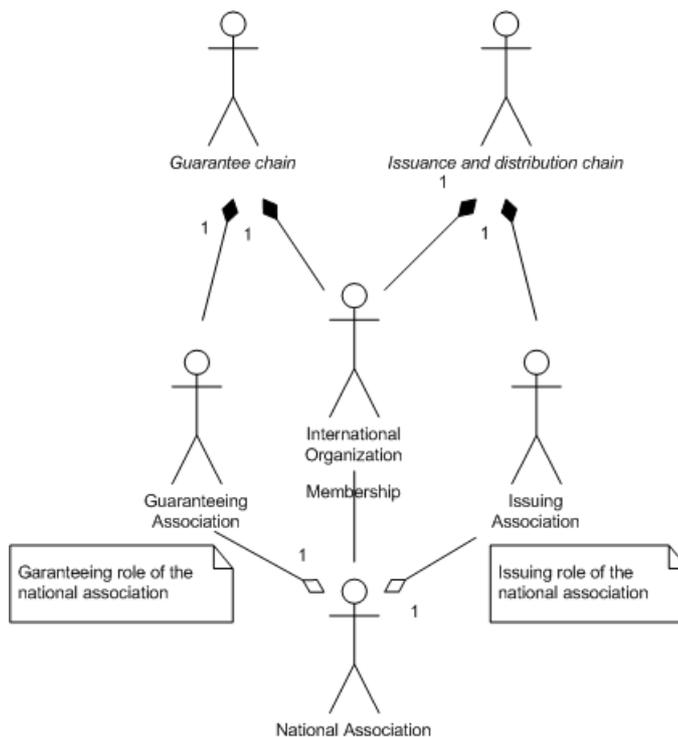 Guarantee chain
Issuance and distribution chain
1
1
1
1
International
Organization
Membership
Guaranteeing
Association
Issuing
Association
1
Garanteeing role of the
national association
Issuing role of the
national association
1
National Association